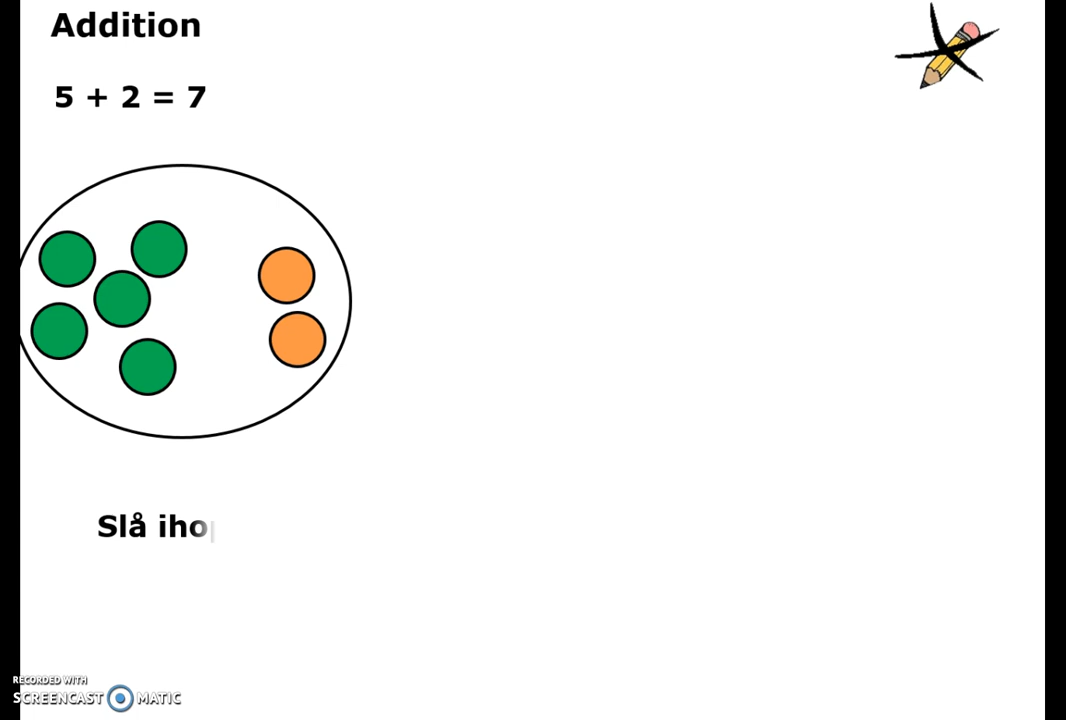 Addition
5 + 2 = 7
Slå iho
RECORDED WITH
SCREENCAST MATIC